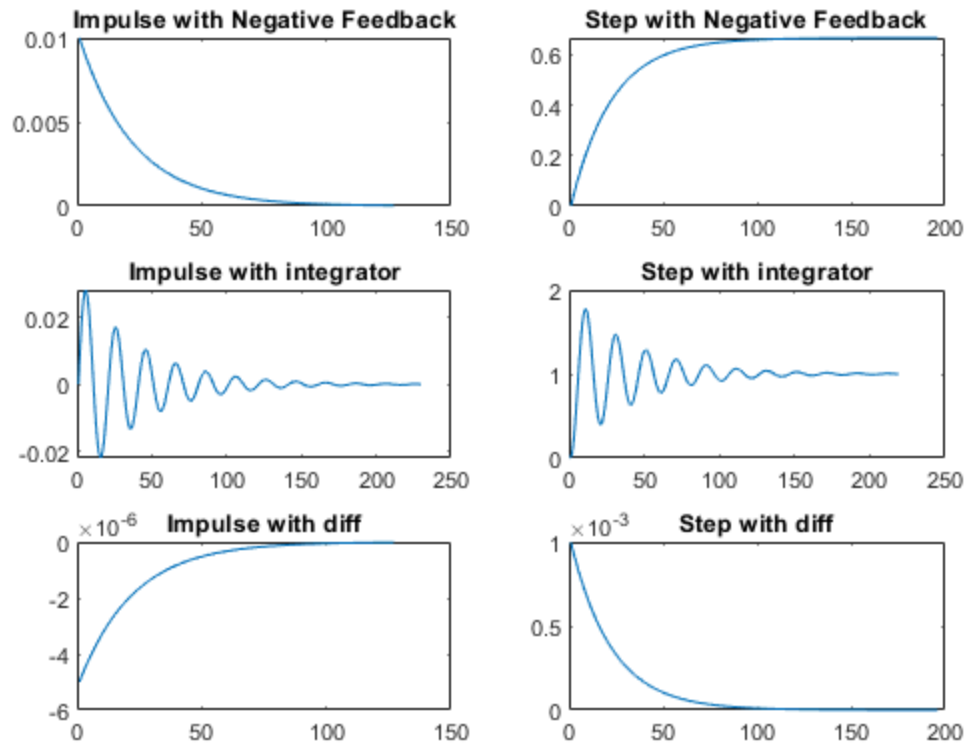 Impulse with Negative Feedback
0.01
0.005
0
0 50 100 150
Step with Negative Feedback
0.6
0.4
0.2
0
0 50 100 150 200
Impulse with integrator
0.02
0
-0.02
0 50 100 150 200 250
Step with integrator
2
1
0
0 50 100 150 200 250
×10⁻⁶ Impulse with diff
0
-2
-4
-6
0 50 100 150
×10⁻³ Step with diff
1
0.5
0
0 50 100 150 200